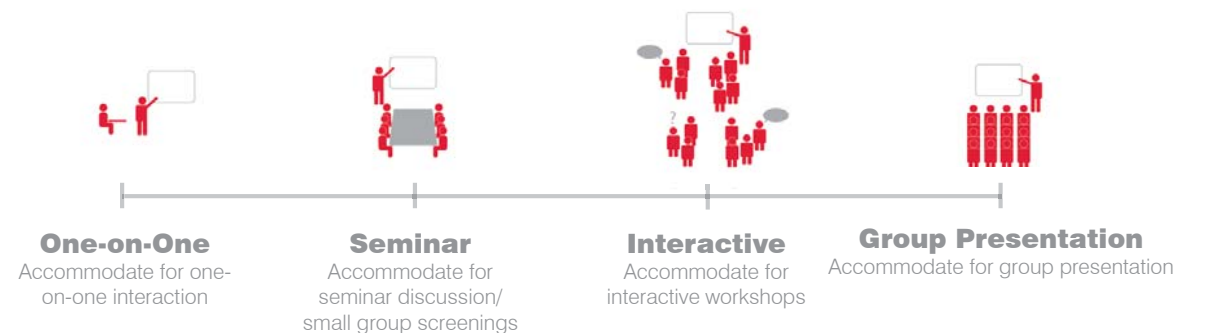 ?
One-on-One
Accommodate for one-
on-one interaction
Seminar
Accommodate for
seminar discussion/
small group screenings
Interactive
Accommodate for
interactive workshops
Group Presentation
Accommodate for group presentation